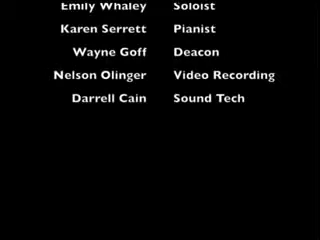 Emily Whaley Soloist
Karen Serrett Pianist
Wayne Goff Deacon
Nelson Olinger Video Recording
Darrell Cain Sound Tech